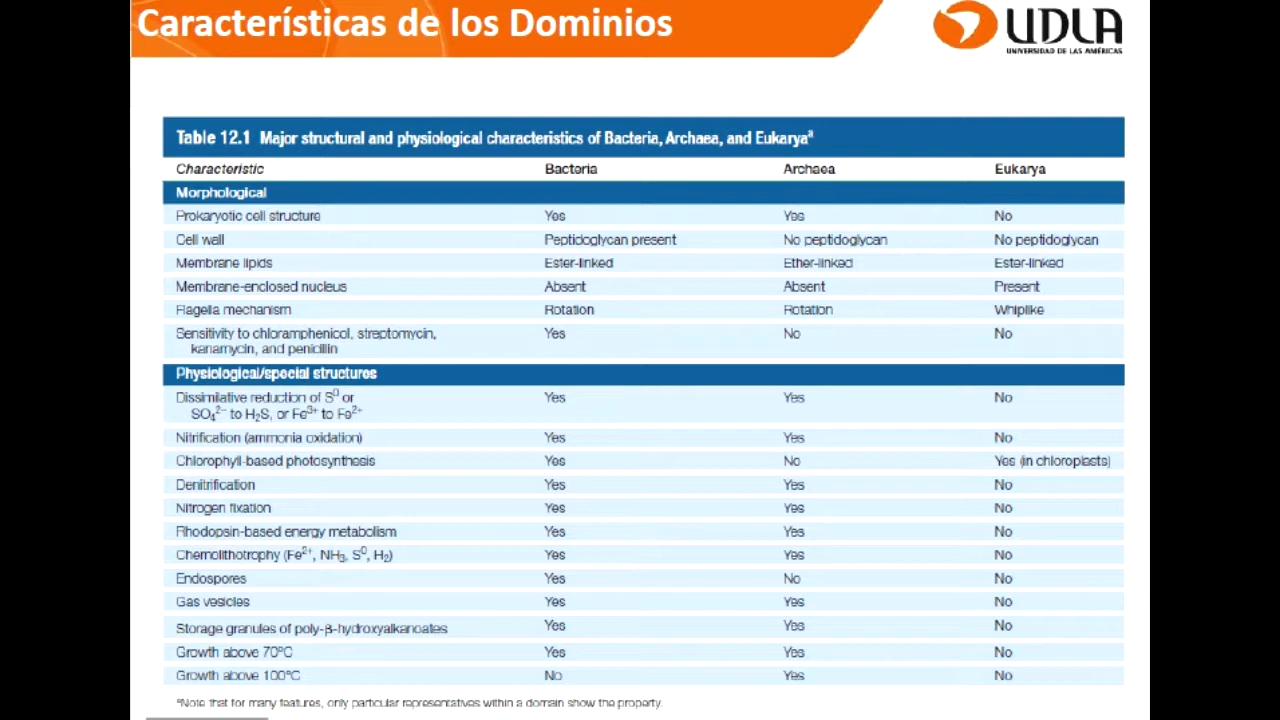 Características de los Dominios
UDLA
UNIVERSIDAD DE LAS AMÉRICAS
Table 12.1 Major structural and physiological characteristics of Bacteria, Archaea, and Eukaryaª
Characteristic Bacteria Archaea Eukarya
Morphological
Prokaryotic cell structure Yes Yes No
Cell wall Peptidoglycan present No peptidoglycan No peptidoglycan
Membrane lipids Ester-linked Ether-linked Ester-linked
Membrane-enclosed nucleus Absent Absent Present
Flagella mechanism Rotation Rotation Whiplike
Sensitivity to chloramphenicol, streptomycin, Yes No No
kanamycin, and penicillin
Physiological/special structures
Dissimilative reduction of S⁰ or Yes Yes No
SO₄²⁻ to H₂S, or Fe³⁺ to Fe²⁺
Nitrification (ammonia oxidation) Yes Yes No
Chlorophyll-based photosynthesis Yes No Yes (in chloroplasts)
Denitrification Yes Yes No
Nitrogen fixation Yes Yes No
Rhodopsin-based energy metabolism Yes Yes No
Chemolithotrophy (Fe²⁺, NH₃, S⁰, H₂) Yes Yes No
Endospores Yes No No
Gas vesicles Yes Yes No
Storage granules of poly-β-hydroxyalkanoates Yes Yes No
Growth above 70°C Yes Yes No
Growth above 100°C No Yes No
ªNote that for many features, only particular representatives within a domain show the property.